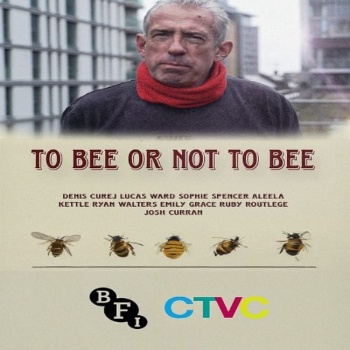 TO BEE OR NOT TO BEE
DENIS CUREJ LUCAS WARD SOPHIE SPENCER ALEELA
KETTLE RYAN WALTERS EMILY GRACE RUBY ROUTLEGE
JOSH CURRAN
BFI
CTVC